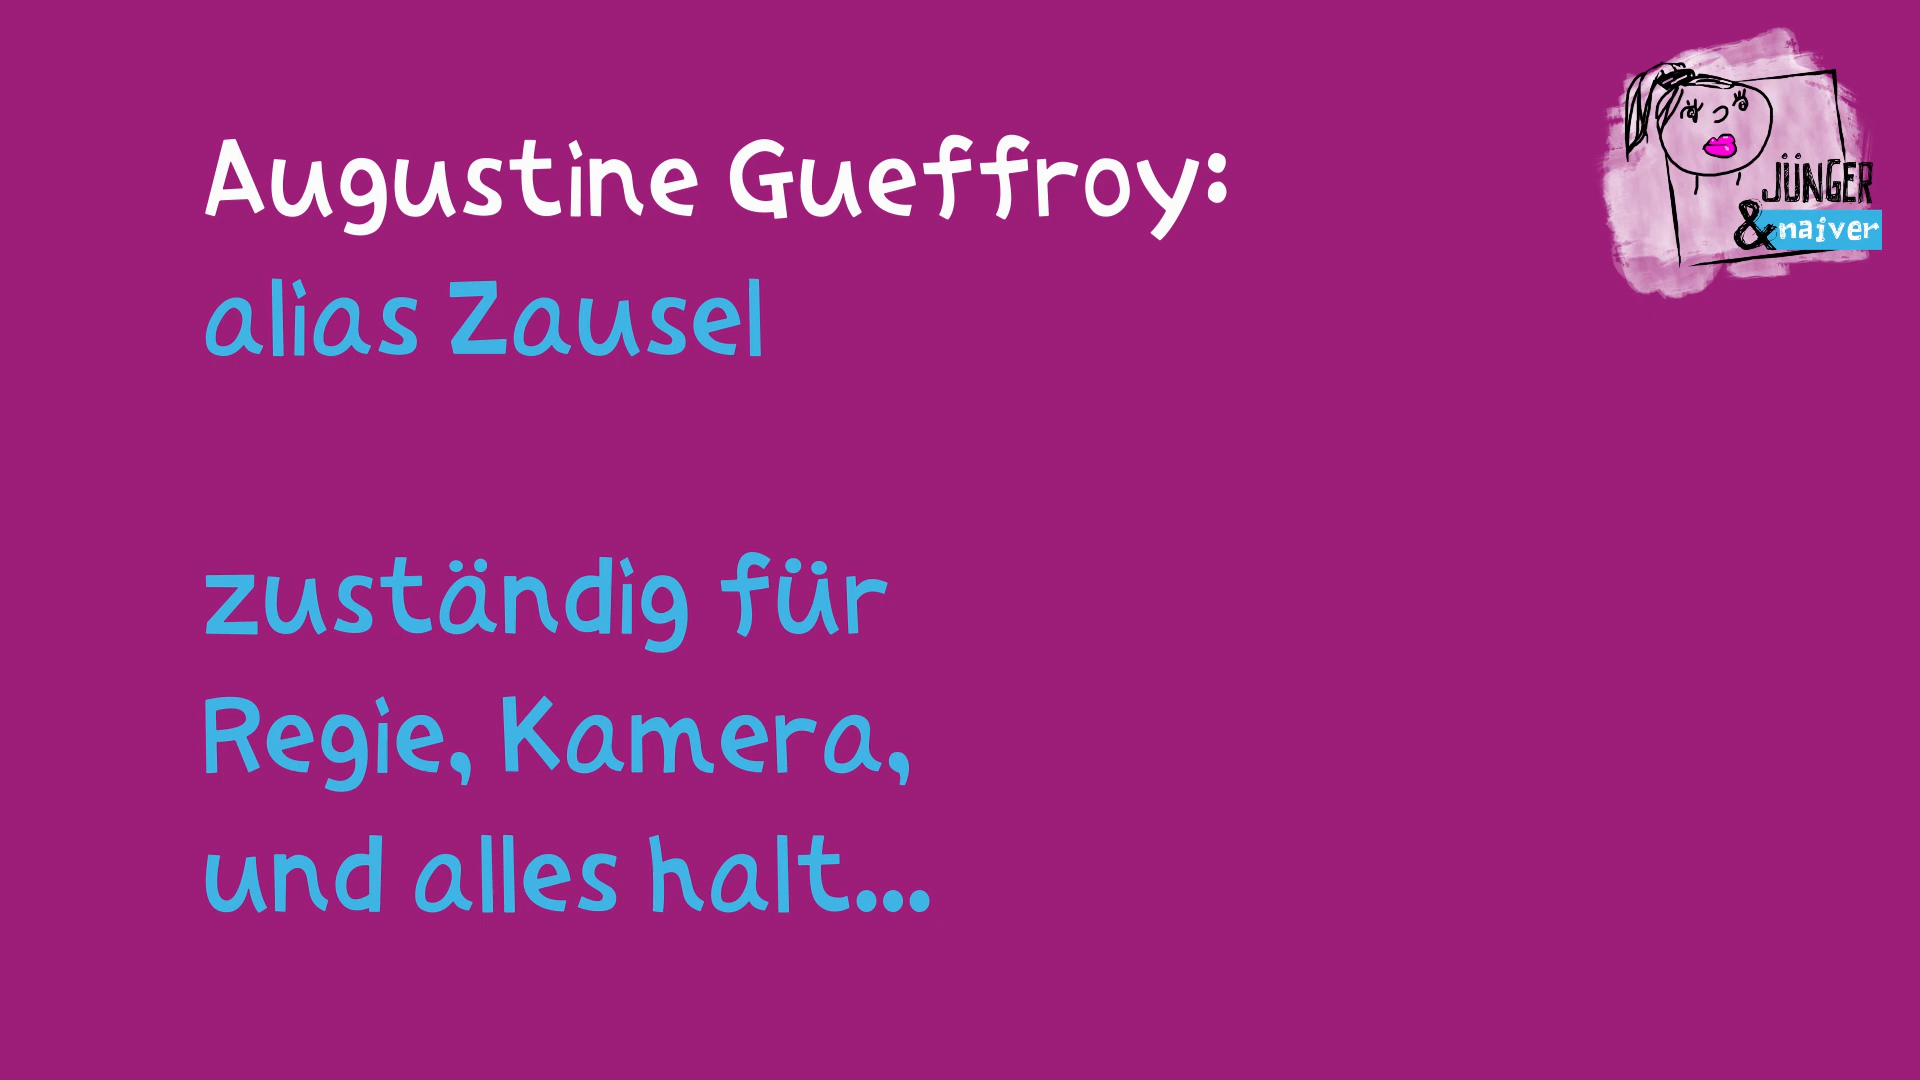 Augustine Gueffroy:
alias Zausel
zuständig für
Regie, Kamera,
und alles halt...
JÜNGER
& naiver